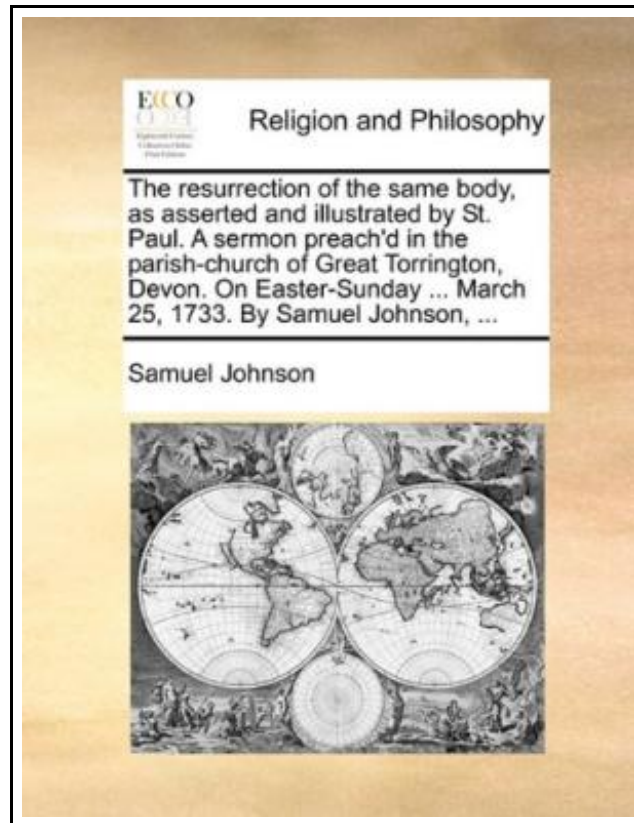 ECCO
Religion and Philosophy
The resurrection of the same body,
as asserted and illustrated by St.
Paul. A sermon preach'd in the
parish-church of Great Torrington,
Devon. On Easter-Sunday ... March
25, 1733. By Samuel Johnson, ...
Samuel Johnson